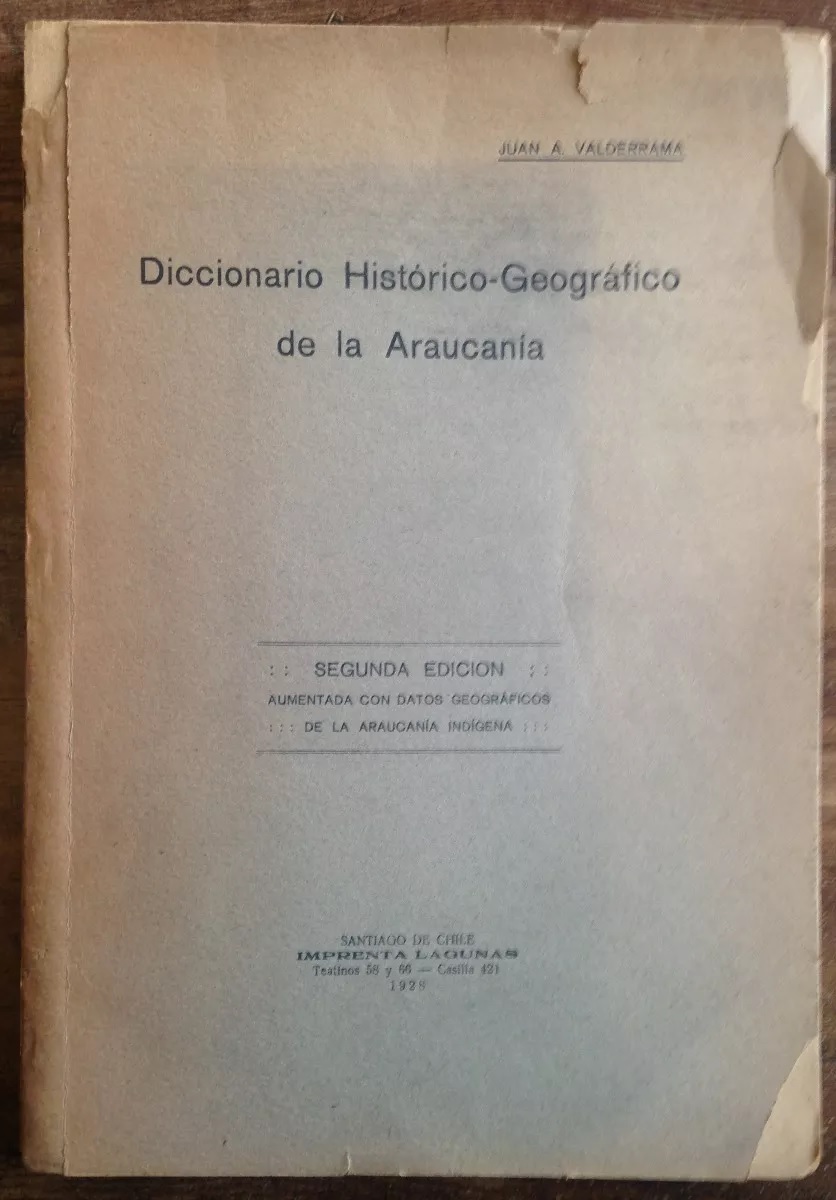 JUAN A. VALDERRAMA
Diccionario Histórico-Geográfico
de la Araucanía
: : SEGUNDA EDICION : :
AUMENTADA CON DATOS GEOGRÁFICOS
: : : DE LA ARAUCANÍA INDÍGENA : : :
SANTIAGO DE CHILE
IMPRENTA LAGUNAS
Teatinos 58 y 66 — Casilla 421
1928